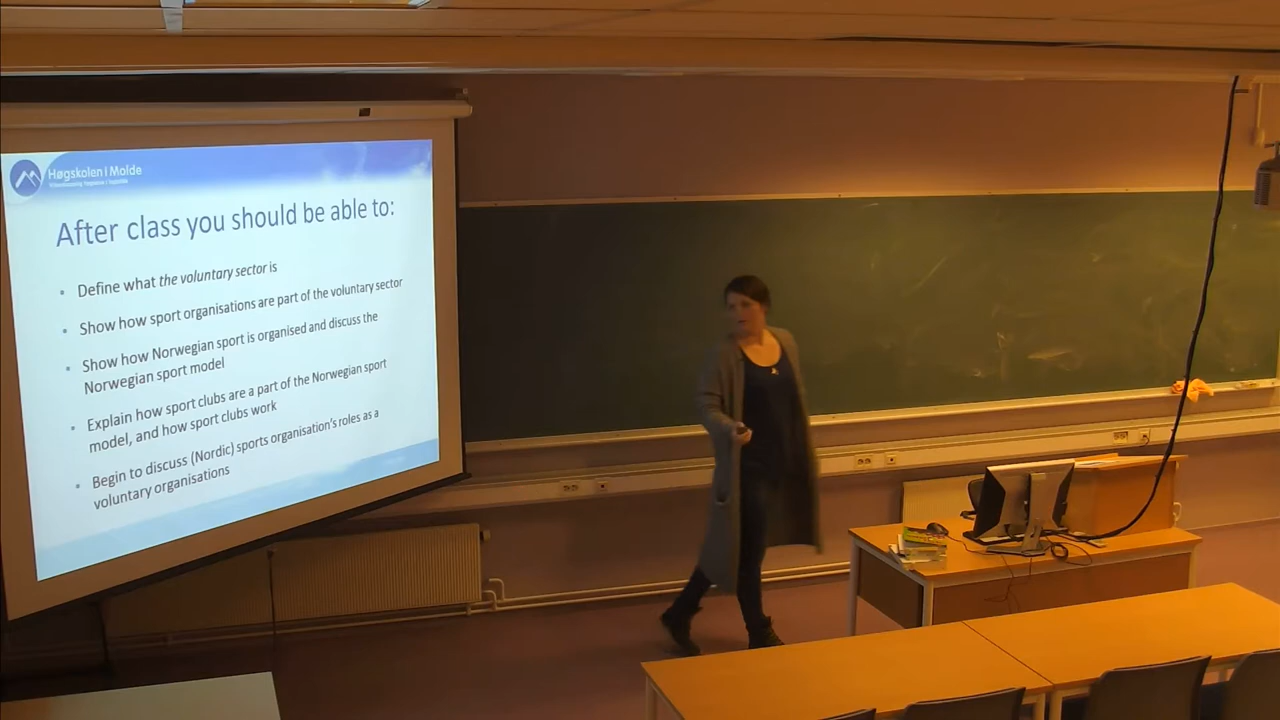 Høgskolen i Molde
After class you should be able to:
Define what the voluntary sector is
Show how sport organisations are part of the voluntary sector
Show how Norwegian sport is organised and discuss the
Norwegian sport model
Explain how sport clubs are a part of the Norwegian sport
model, and how sport clubs work
Begin to discuss (Nordic) sports organisation's roles as a
voluntary organisations